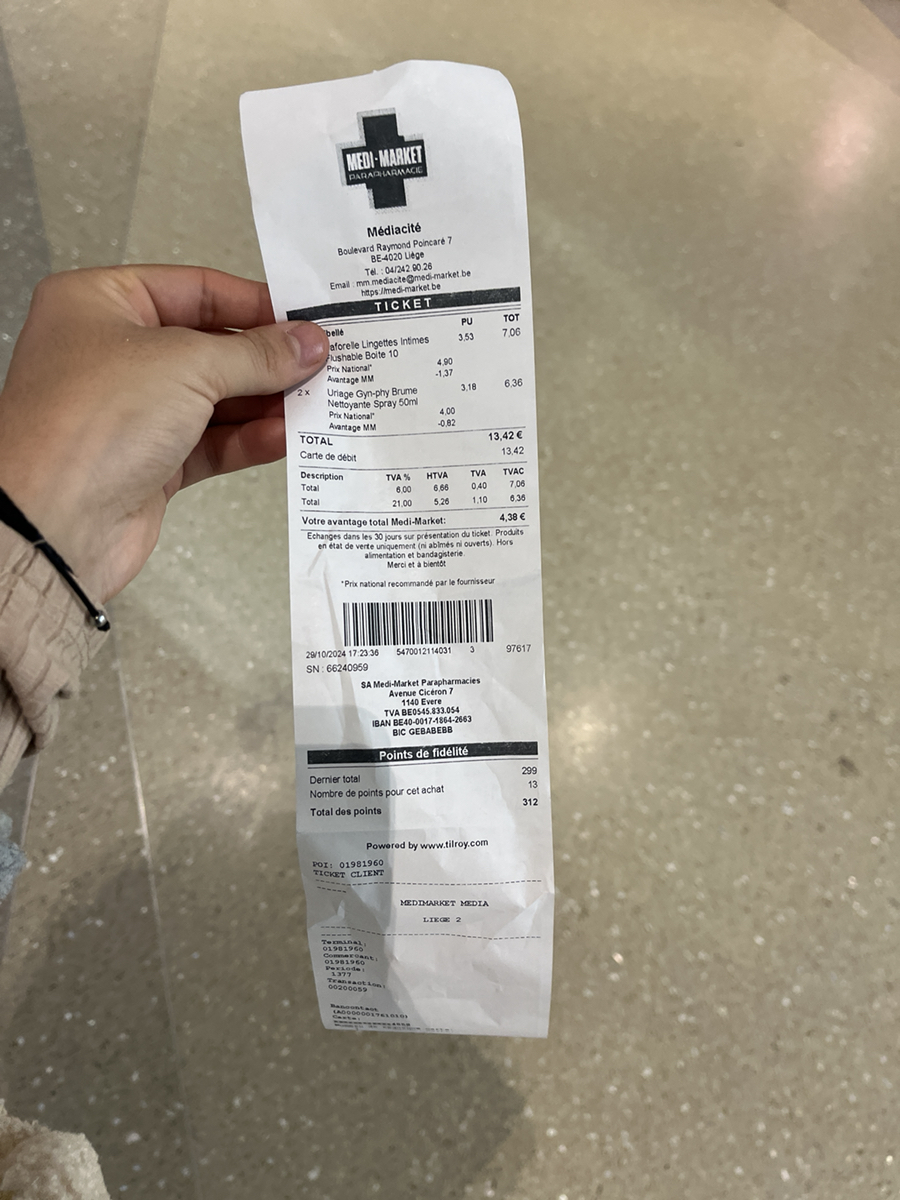 MEDI-MARKET
PARAPHARMACIE
Médiacité
Boulevard Raymond Poincaré 7
BE-4020 Liège
Tél. : 04/242.90.26
Email : mm.mediacite@medi-market.be
https://medi-market.be
TICKET
bellé PU TOT
aforelle Lingettes Intimes 3,53 7,06
Flushable Boite 10
Prix National* 4,90
Avantage MM -1,37
2 x Uriage Gyn-phy Brume 3,18 6,36
Nettoyante Spray 50ml
Prix National* 4,00
Avantage MM -0,82
TOTAL 13,42 €
Carte de débit 13,42
Description TVA % HTVA TVA TVAC
Total 6,00 6,66 0,40 7,06
Total 21,00 5,26 1,10 6,36
Votre avantage total Medi-Market: 4,38 €
Echanges dans les 30 jours sur présentation du ticket. Produits
en état de vente uniquement (ni abîmés ni ouverts). Hors
alimentation et bandagisterie.
Merci et à bientôt
*Prix national recommandé par le fournisseur
29/10/2024 17:23:36 5470012114031 3 97617
SN : 66240959
SA Medi-Market Parapharmacies
Avenue Cicéron 7
1140 Evere
TVA BE0545.833.054
IBAN BE40-0017-1864-2663
BIC GEBABEBB
Points de fidélité
Dernier total 299
Nombre de points pour cet achat 13
Total des points 312
Powered by www.tilroy.com
POI: 01981960
TICKET CLIENT
MEDIMARKET MEDIA
LIEGE 2
Terminal:
01981960
Commercant:
01981960
Periode:
1377
Transaction:
00200059
Bancontact
(A0000001761010)
Carte: